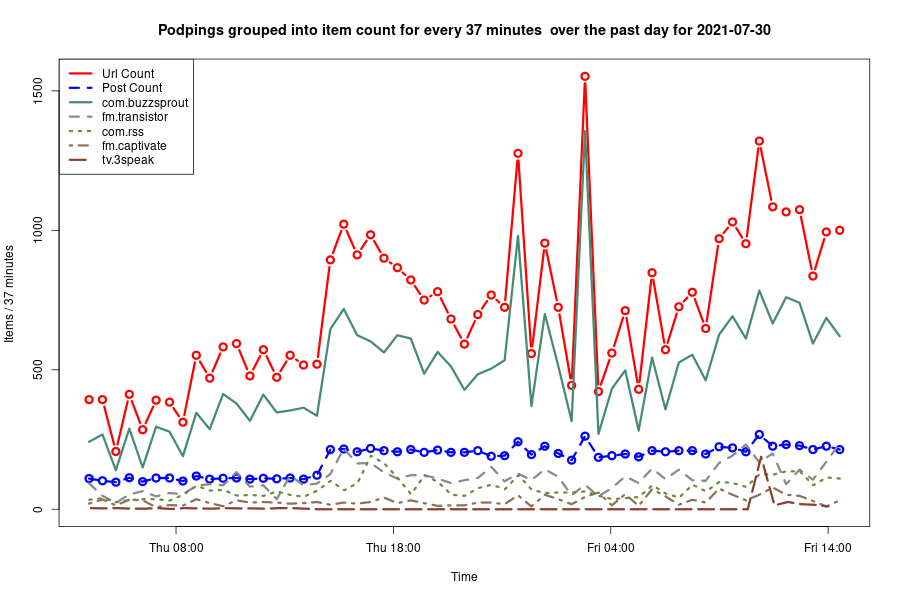 Podpings grouped into item count for every 37 minutes  over the past day for 2021-07-30
Url Count
Post Count
com.buzzsprout
fm.transistor
com.rss
fm.captivate
tv.3speak
Items / 37 minutes
1500
1000
500
0
Thu 08:00
Thu 18:00
Fri 04:00
Fri 14:00
Time